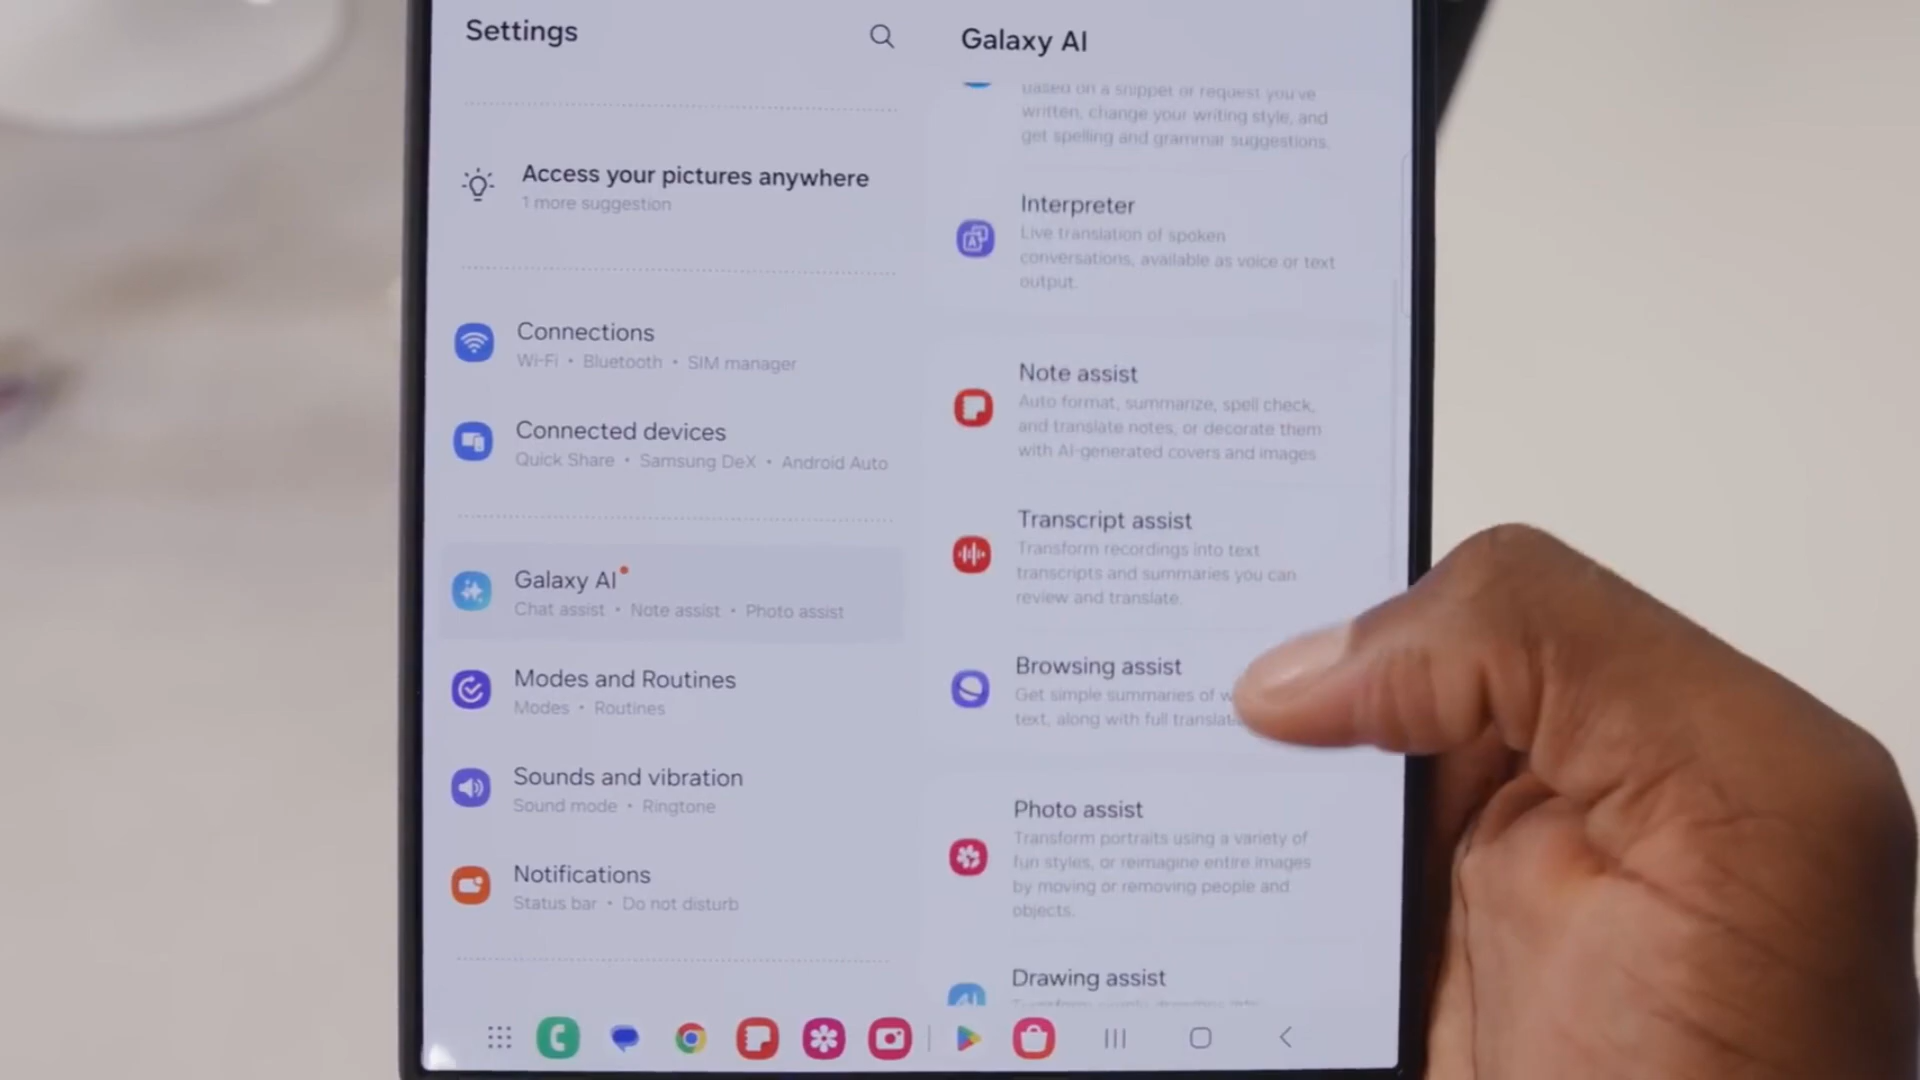 Settings
Access your pictures anywhere
1 more suggestion
Connections
Wi-Fi • Bluetooth • SIM manager
Connected devices
Quick Share • Samsung DeX • Android Auto
Galaxy AI
Chat assist • Note assist • Photo assist
Modes and Routines
Modes • Routines
Sounds and vibration
Sound mode • Ringtone
Notifications
Status bar • Do not disturb
Galaxy AI
based on a snippet or request you've
written, change your writing style, and
get spelling and grammar suggestions.
Interpreter
Live translation of spoken
conversations, available as voice or text
output.
Note assist
Auto format, summarize, spell check,
and translate notes, or decorate them
with AI-generated covers and images
Transcript assist
Transform recordings into text
transcripts and summaries you can
review and translate.
Browsing assist
Get simple summaries of
text, along with full
Photo assist
Transform portraits using a variety of
fun styles, or reimagine entire images
by moving or removing people and
objects.
Drawing assist